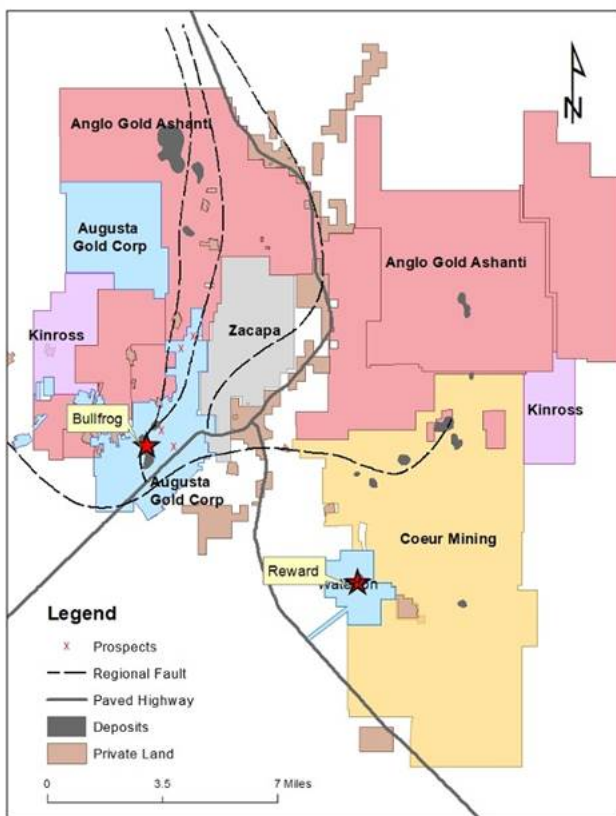 N
Anglo Gold Ashanti
Augusta
Gold Corp
Anglo Gold Ashanti
Kinross
Zacapa
Kinross
Bullfrog
Augusta
Gold Corp
Coeur Mining
Reward
Legend
x Prospects
Regional Fault
Paved Highway
Deposits
Private Land
0 3.5 7 Miles